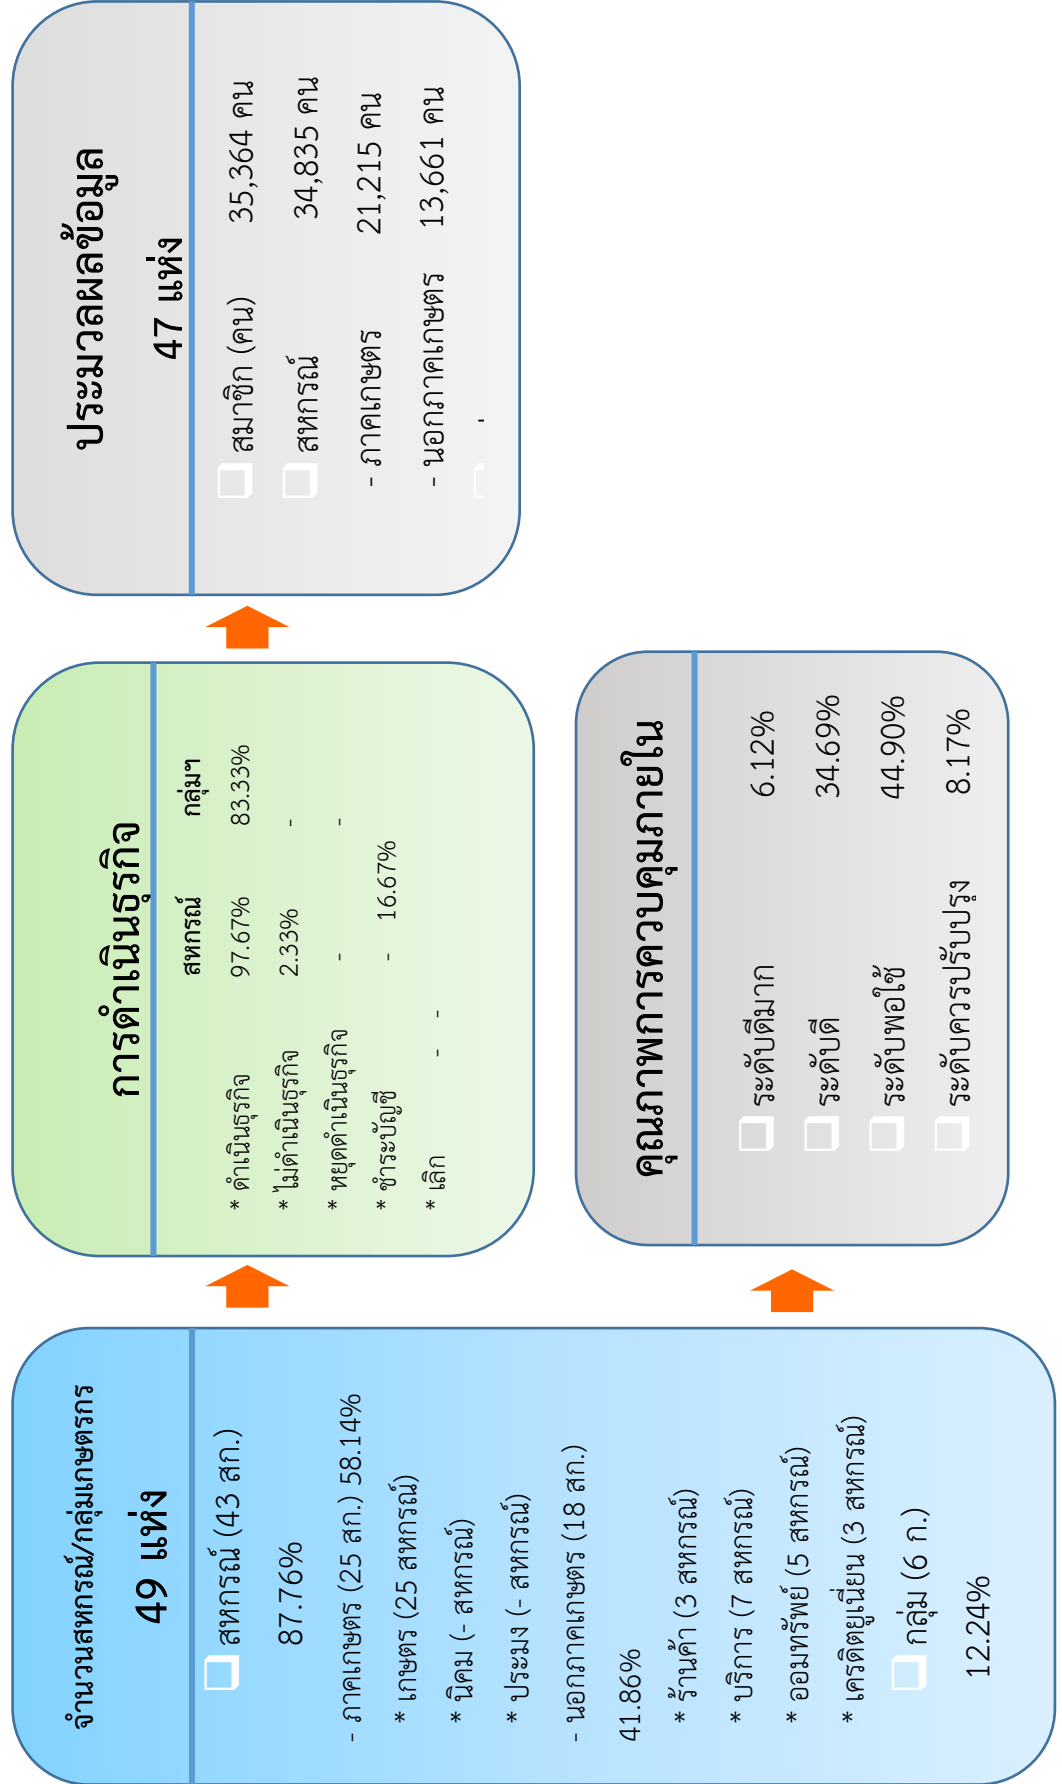 จำนวนสหกรณ์/กลุ่มเกษตรกร
49 แห่ง
สหกรณ์ (43 สก.)
87.76%
- ภาคเกษตร (25 สก.) 58.14%
* เกษตร (25 สหกรณ์)
* นิคม (- สหกรณ์)
* ประมง (- สหกรณ์)
- นอกภาคเกษตร (18 สก.)
41.86%
* ร้านค้า (3 สหกรณ์)
* บริการ (7 สหกรณ์)
* ออมทรัพย์ (5 สหกรณ์)
* เครดิตยูเนี่ยน (3 สหกรณ์)
กลุ่ม (6 ก.)
12.24%
การดำเนินธุรกิจ
สหกรณ์ กลุ่มฯ
* ดำเนินธุรกิจ 97.67% 83.33%
* ไม่ดำเนินธุรกิจ 2.33% -
* หยุดดำเนินธุรกิจ - -
* ชำระบัญชี - 16.67%
* เลิก - -
ประมวลผลข้อมูล
47 แห่ง
สมาชิก (คน) 35,364 คน
สหกรณ์ 34,835 คน
- ภาคเกษตร 21,215 คน
- นอกภาคเกษตร 13,661 คน
คุณภาพการควบคุมภายใน
ระดับดีมาก 6.12%
ระดับดี 34.69%
ระดับพอใช้ 44.90%
ระดับควรปรับปรุง 8.17%